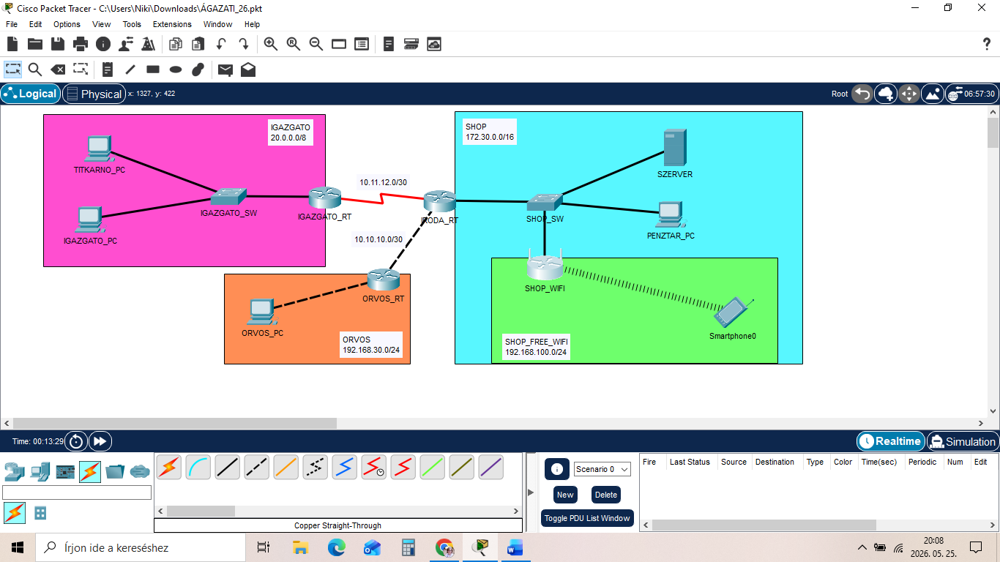 Cisco Packet Tracer - C:\Users\Niki\Downloads\ÁGAZATI_26.pkt
File Edit Options View Tools Extensions Window Help
Logical Physical x: 1327, y: 422 Root 06:57:30
IGAZGATO
20.0.0.0/8
TITKARNO_PC
IGAZGATO_SW
IGAZGATO_PC
IGAZGATO_RT
10.11.12.0/30
IRODA_RT
10.10.10.0/30
SHOP
172.30.0.0/16
SZERVER
SHOP_SW
PENZTAR_PC
SHOP_WIFI
Smartphone0
SHOP_FREE_WIFI
192.168.100.0/24
ORVOS_RT
ORVOS_PC
ORVOS
192.168.30.0/24
Time: 00:13:29 Realtime Simulation
Copper Straight-Through
Scenario 0
New Delete
Toggle PDU List Window
Fire Last Status Source Destination Type Color Time(sec) Periodic Num Edit
Írjon ide a kereséshez
20:08
2026. 05. 25.